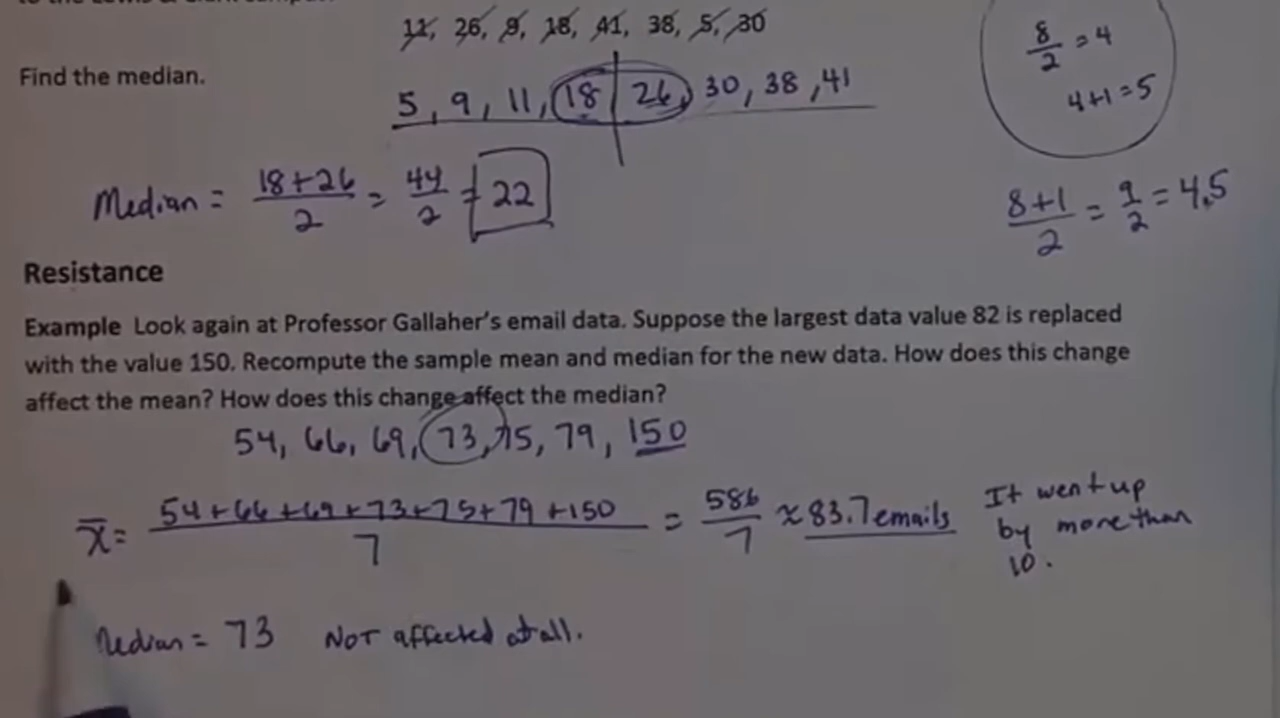 11, 26, 9, 18, 41, 38, 5, 30
8/2 = 4
4+1=5
Find the median.
5, 9, 11, 18 | 26, 30, 38, 41
Median = 18+26/2 = 44/2 = 22
8+1/2 = 9/2 = 4.5
Resistance
Example Look again at Professor Gallaher's email data. Suppose the largest data value 82 is replaced
with the value 150. Recompute the sample mean and median for the new data. How does this change
affect the mean? How does this change affect the median?
54, 66, 69, 73, 75, 79, 150
x̄ = 54+66+69+73+75+79+150/7 = 586/7 ≈ 83.7 emails
It went up
by more than
10.
Median = 73 Not affected at all.